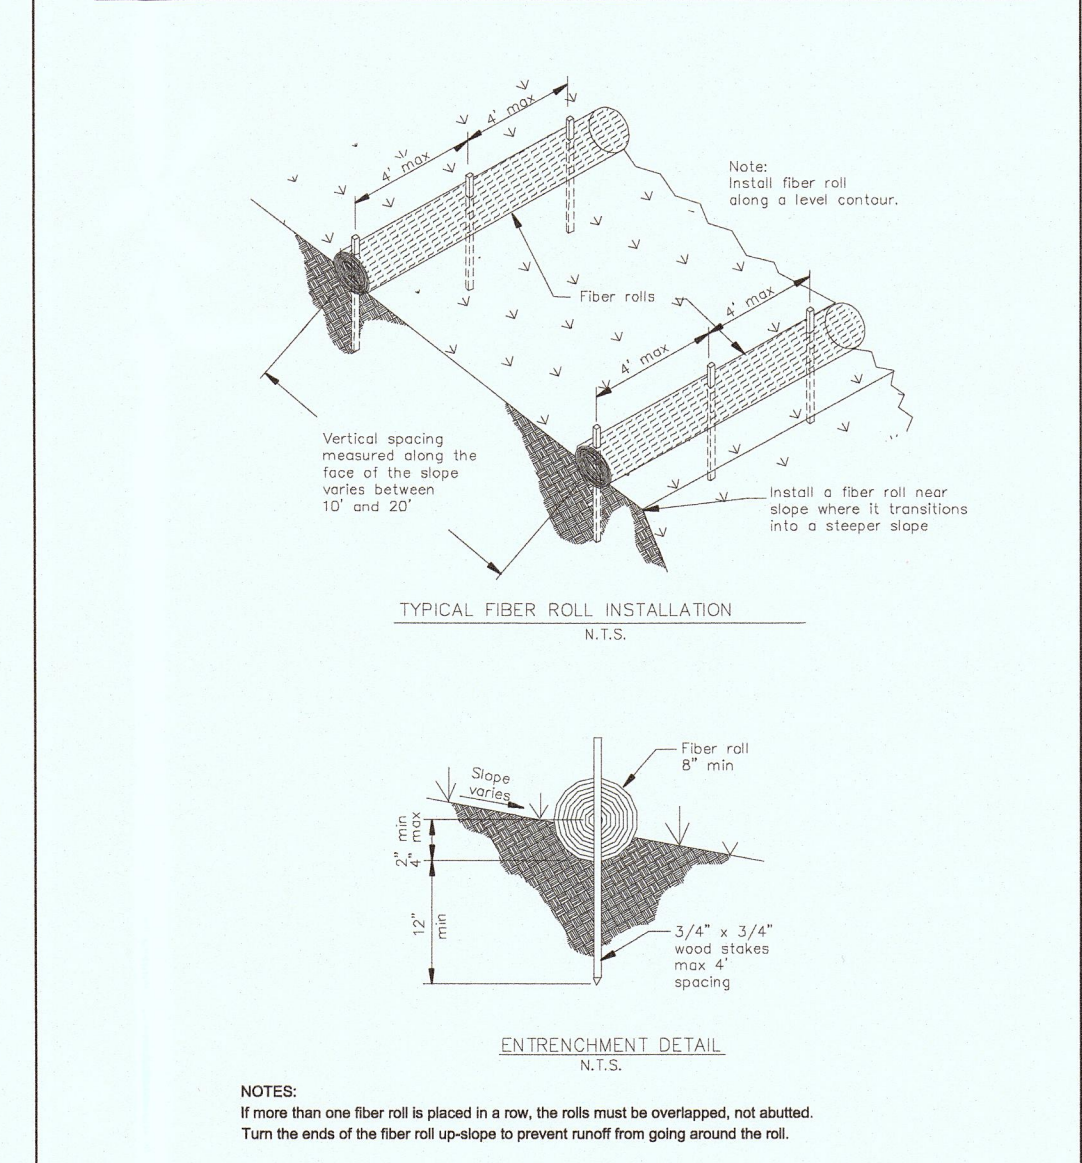 4' max
4' max
Note:
Install fiber roll
along a level contour.
Fiber rolls
4' max
4' max
Vertical spacing
measured along the
face of the slope
varies between
10' and 20'
Install a fiber roll near
slope where it transitions
into a steeper slope
TYPICAL FIBER ROLL INSTALLATION
N.T.S.
Fiber roll
8" min
Slope
varies
2" min
4" max
12"
min
3/4" x 3/4"
wood stakes
max 4'
spacing
ENTRENCHMENT DETAIL
N.T.S.
NOTES:
If more than one fiber roll is placed in a row, the rolls must be overlapped, not abutted.
Turn the ends of the fiber roll up-slope to prevent runoff from going around the roll.